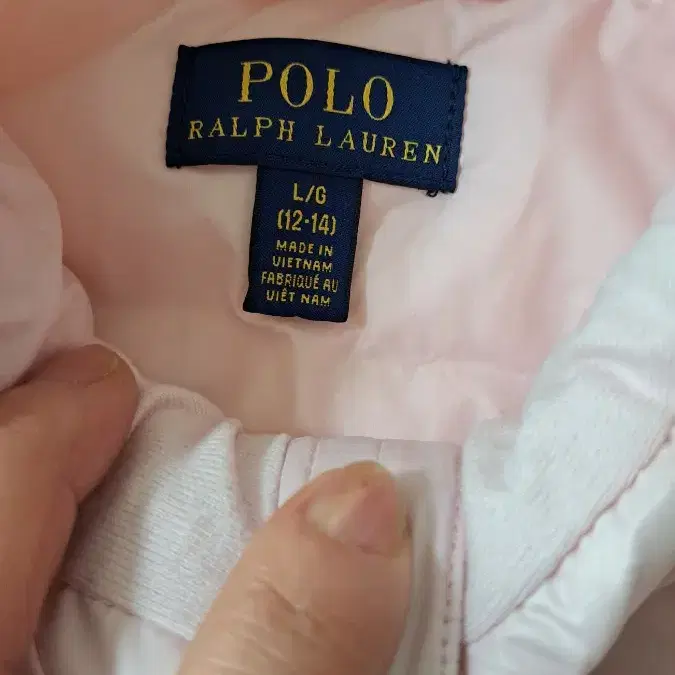 POLO
RALPH LAUREN
L/G
(12-14)
MADE IN
VIETNAM
FABRIQUÉ AU
VIÊT NAM